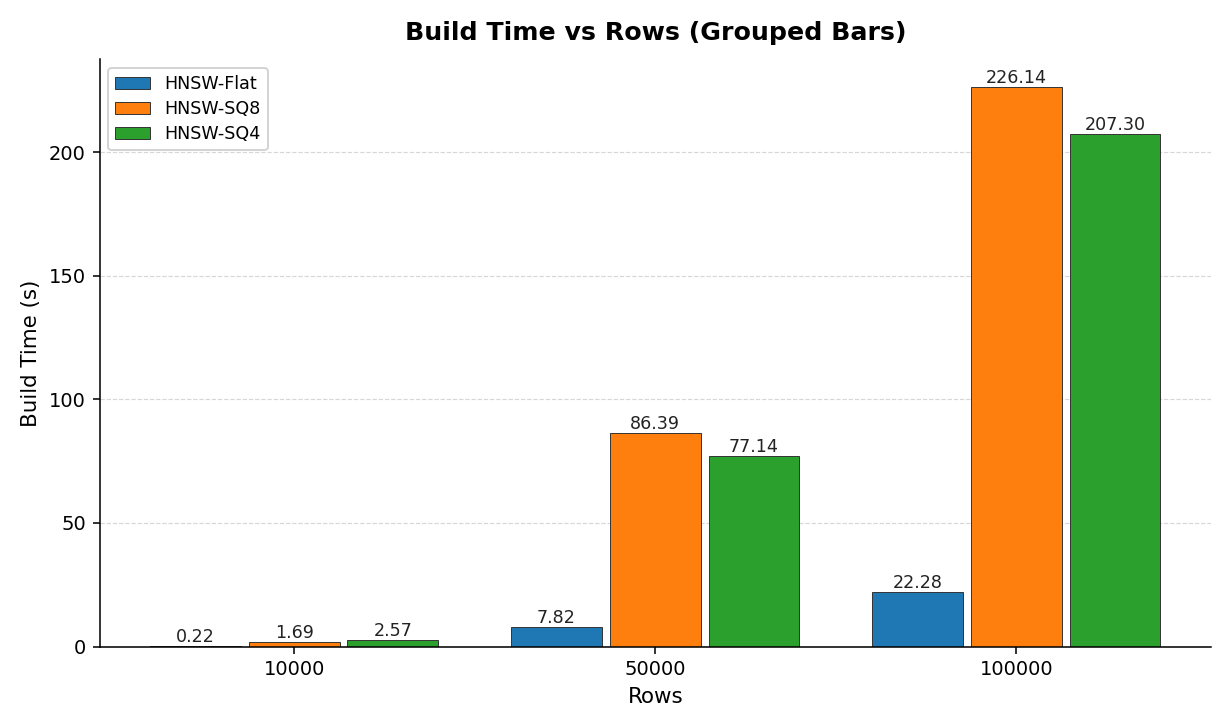 Build Time vs Rows (Grouped Bars)
HNSW-Flat
HNSW-SQ8
HNSW-SQ4
Build Time (s)
200
150
100
50
0
0.22
1.69
2.57
7.82
86.39
77.14
22.28
226.14
207.30
10000
50000
100000
Rows